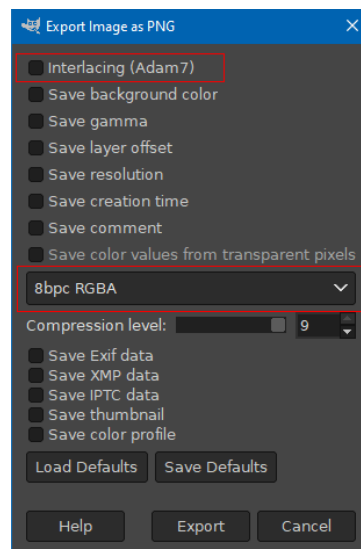 Export Image as PNG
Interlacing (Adam7)
Save background color
Save gamma
Save layer offset
Save resolution
Save creation time
Save comment
Save color values from transparent pixels
8bpc RGBA
Compression level: 9
Save Exif data
Save XMP data
Save IPTC data
Save thumbnail
Save color profile
Load Defaults Save Defaults
Help Export Cancel